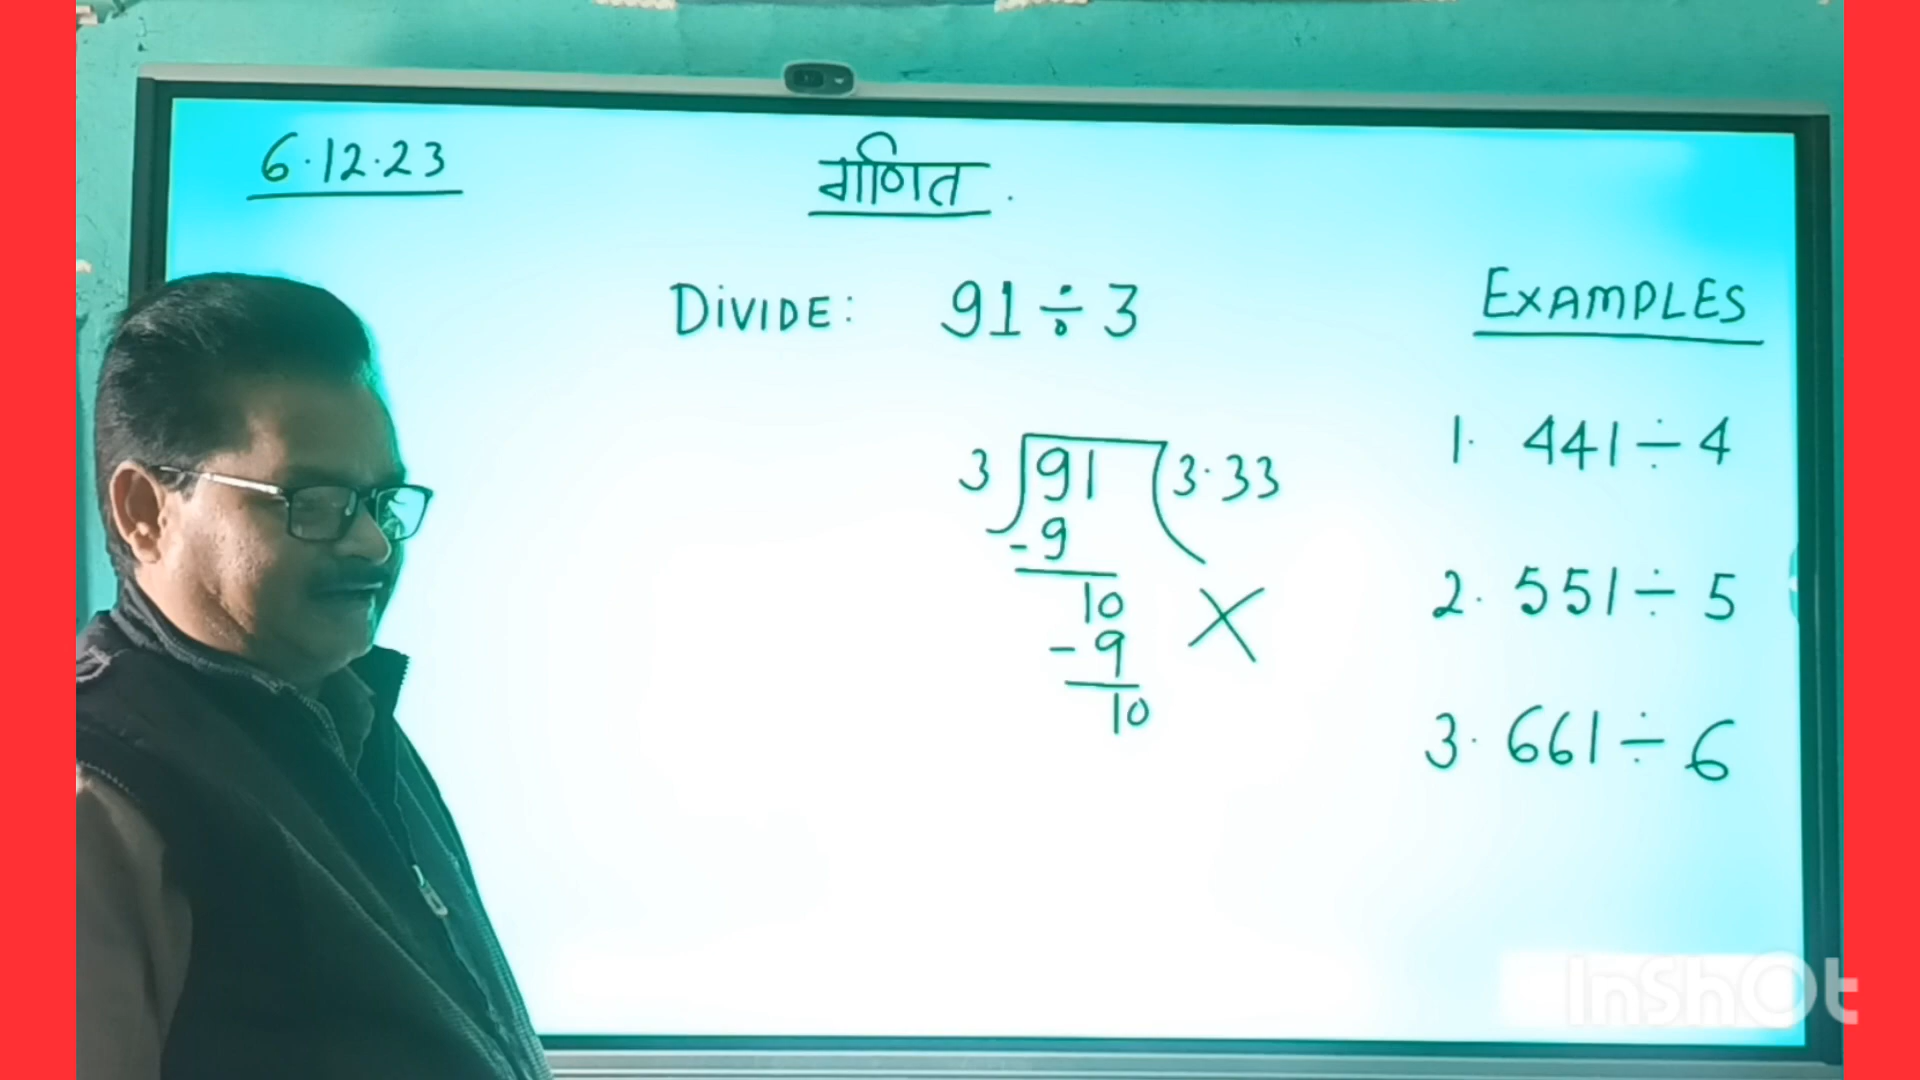 6.12.23
गणित.
DiViDE: 91 ÷ 3
EXAMPLES
3 91 3.33
-9
10
-9
10
X
1. 441 ÷ 4
2. 551 ÷ 5
3. 661 ÷ 6
InShOt